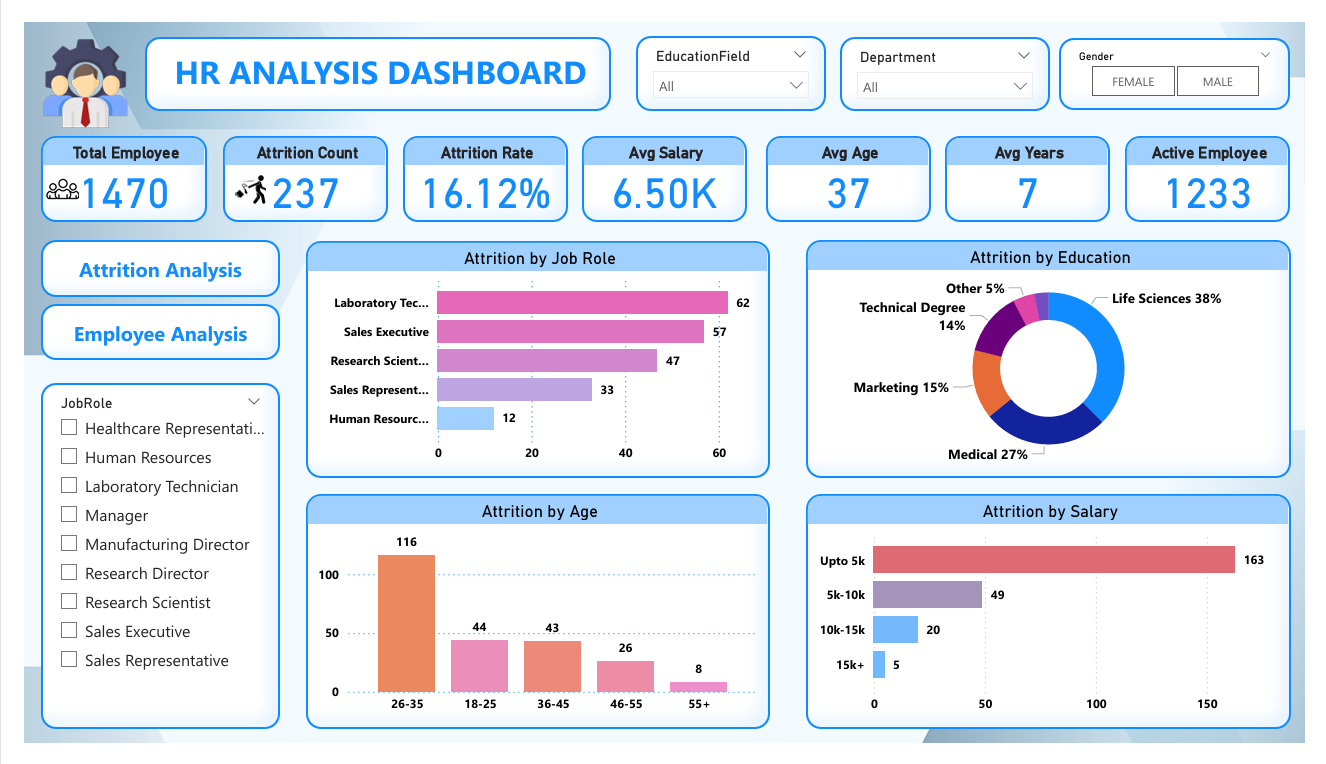 HR ANALYSIS DASHBOARD
EducationField
All
Department
All
Gender
FEMALE
MALE
Total Employee
1470
Attrition Count
237
Attrition Rate
16.12%
Avg Salary
6.50K
Avg Age
37
Avg Years
7
Active Employee
1233
Attrition Analysis
Employee Analysis
JobRole
Healthcare Representati...
Human Resources
Laboratory Technician
Manager
Manufacturing Director
Research Director
Research Scientist
Sales Executive
Sales Representative
Attrition by Job Role
Laboratory Tec...
62
Sales Executive
57
Research Scient...
47
Sales Represent...
33
Human Resourc...
12
0
20
40
60
Attrition by Education
Other 5%
Life Sciences 38%
Technical Degree
14%
Marketing 15%
Medical 27%
Attrition by Age
116
100
50
44
43
26
8
0
26-35
18-25
36-45
46-55
55+
Attrition by Salary
Upto 5k
163
5k-10k
49
10k-15k
20
15k+
5
0
50
100
150